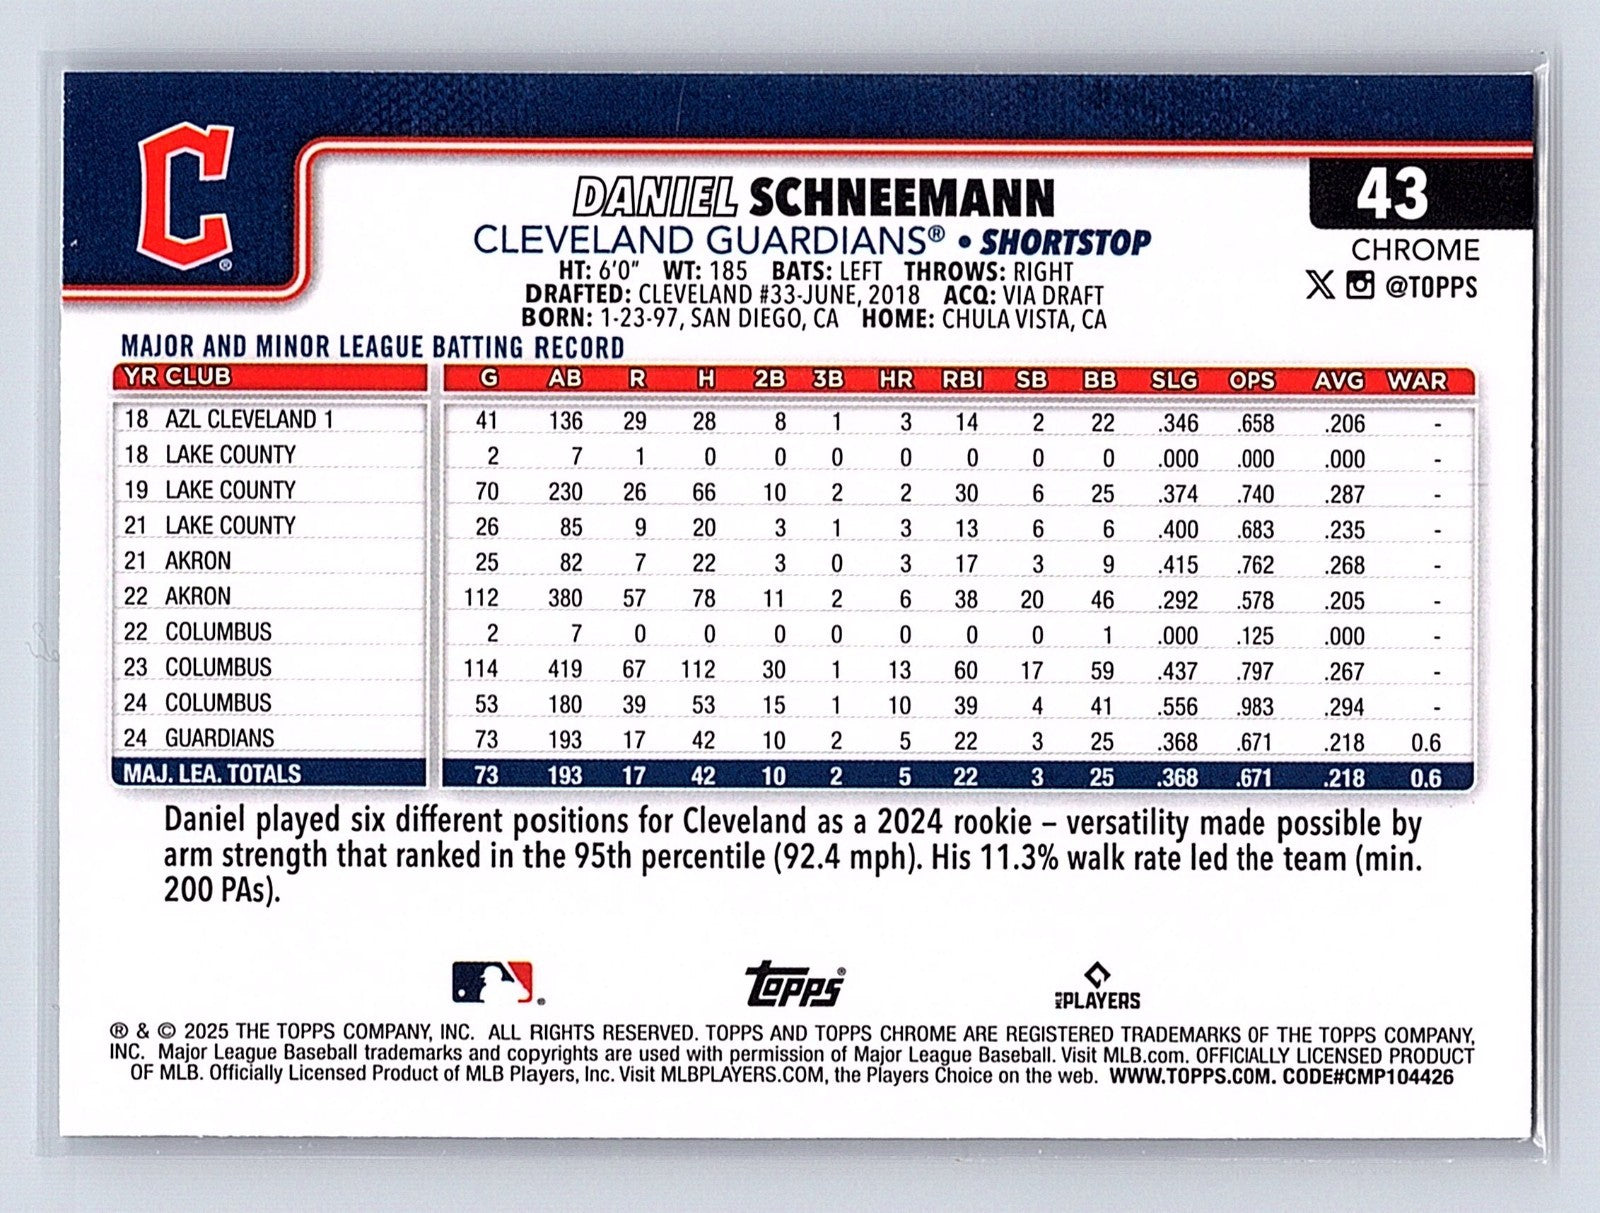 C ®
DANIEL SCHNEEMANN
43
CLEVELAND GUARDIANS® • SHORTSTOP
CHROME
HT: 6'0" WT: 185 BATS: LEFT THROWS: RIGHT
@TOPPS
DRAFTED: CLEVELAND #33-JUNE, 2018 ACQ: VIA DRAFT
BORN: 1-23-97, SAN DIEGO, CA HOME: CHULA VISTA, CA
MAJOR AND MINOR LEAGUE BATTING RECORD
YR CLUB G AB R H 2B 3B HR RBI SB BB SLG OPS AVG WAR
18 AZL CLEVELAND 1 41 136 29 28 8 1 3 14 2 22 .346 .658 .206 -
18 LAKE COUNTY 2 7 1 0 0 0 0 0 0 0 .000 .000 .000 -
19 LAKE COUNTY 70 230 26 66 10 2 2 30 6 25 .374 .740 .287 -
21 LAKE COUNTY 26 85 9 20 3 1 3 13 6 6 .400 .683 .235 -
21 AKRON 25 82 7 22 3 0 3 17 3 9 .415 .762 .268 -
22 AKRON 112 380 57 78 11 2 6 38 20 46 .292 .578 .205 -
22 COLUMBUS 2 7 0 0 0 0 0 0 0 1 .000 .125 .000 -
23 COLUMBUS 114 419 67 112 30 1 13 60 17 59 .437 .797 .267 -
24 COLUMBUS 53 180 39 53 15 1 10 39 4 41 .556 .983 .294 -
24 GUARDIANS 73 193 17 42 10 2 5 22 3 25 .368 .671 .218 0.6
MAJ. LEA. TOTALS 73 193 17 42 10 2 5 22 3 25 .368 .671 .218 0.6
Daniel played six different positions for Cleveland as a 2024 rookie – versatility made possible by
arm strength that ranked in the 95th percentile (92.4 mph). His 11.3% walk rate led the team (min.
200 PAs).
Topps® PLAYERS
® & © 2025 THE TOPPS COMPANY, INC. ALL RIGHTS RESERVED. TOPPS AND TOPPS CHROME ARE REGISTERED TRADEMARKS OF THE TOPPS COMPANY,
INC. Major League Baseball trademarks and copyrights are used with permission of Major League Baseball. Visit MLB.com. OFFICIALLY LICENSED PRODUCT
OF MLB. Officially Licensed Product of MLB Players, Inc. Visit MLBPLAYERS.COM, the Players Choice on the web. WWW.TOPPS.COM. CODE#CMP104426